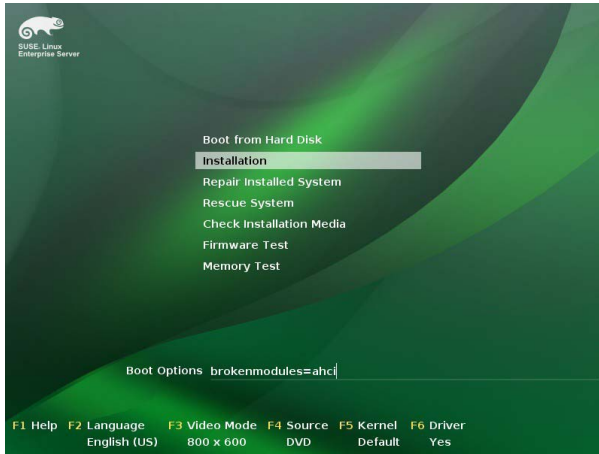 SUSE. Linux
Enterprise Server
Boot from Hard Disk
Installation
Repair Installed System
Rescue System
Check Installation Media
Firmware Test
Memory Test
Boot Options brokenmodules=ahci
F1 Help F2 Language F3 Video Mode F4 Source F5 Kernel F6 Driver
English (US) 800 x 600 DVD Default Yes